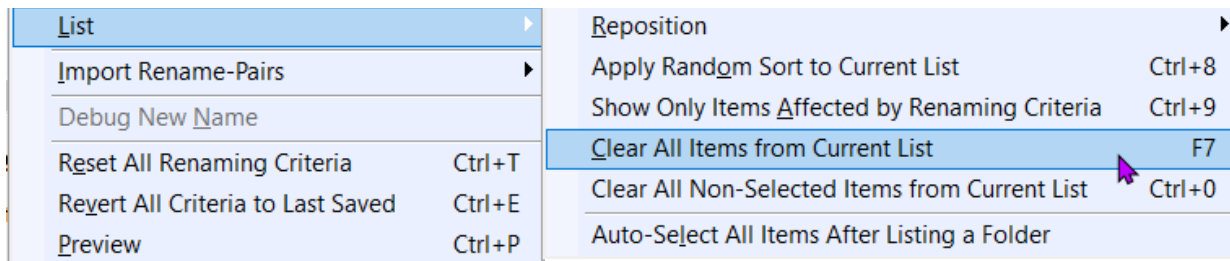 List
Import Rename-Pairs
Debug New Name
Reset All Renaming Criteria Ctrl+T
Revert All Criteria to Last Saved Ctrl+E
Preview Ctrl+P
Reposition
Apply Random Sort to Current List Ctrl+8
Show Only Items Affected by Renaming Criteria Ctrl+9
Clear All Items from Current List F7
Clear All Non-Selected Items from Current List Ctrl+0
Auto-Select All Items After Listing a Folder